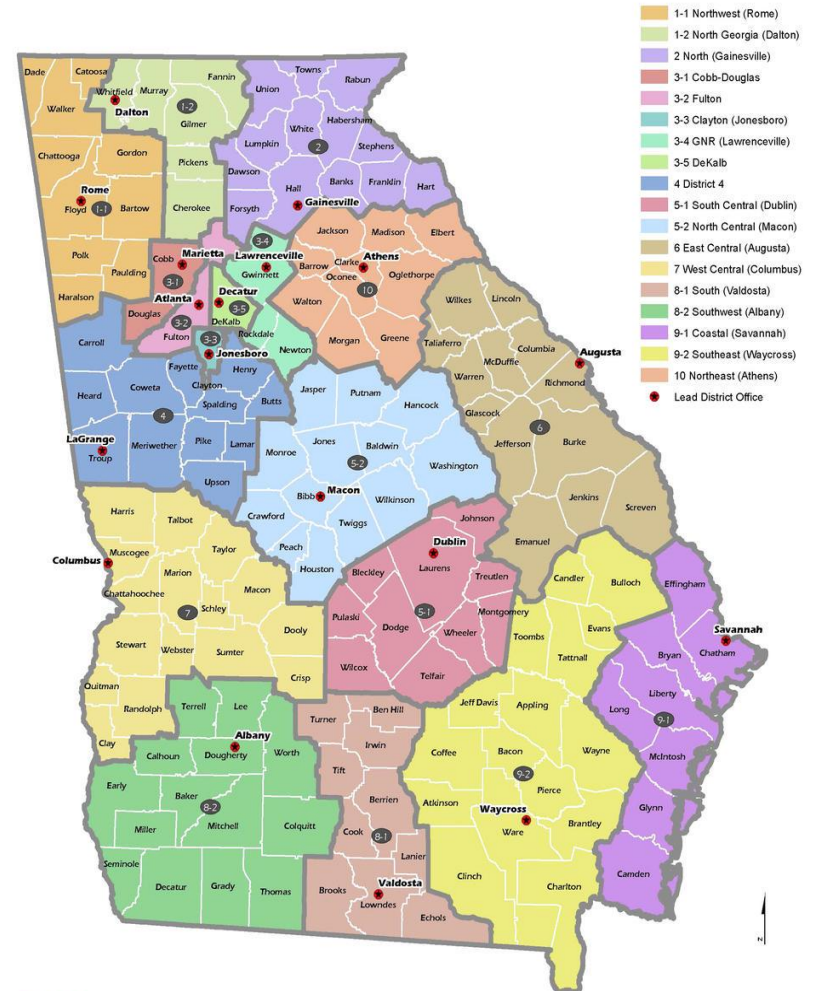 1-1 Northwest (Rome)
1-2 North Georgia (Dalton)
2 North (Gainesville)
3-1 Cobb-Douglas
3-2 Fulton
3-3 Clayton (Jonesboro)
3-4 GNR (Lawrenceville)
3-5 DeKalb
4 District 4
5-1 South Central (Dublin)
5-2 North Central (Macon)
6 East Central (Augusta)
7 West Central (Columbus)
8-1 South (Valdosta)
8-2 Southwest (Albany)
9-1 Coastal (Savannah)
9-2 Southeast (Waycross)
10 Northeast (Athens)
Lead District Office
Dade
Catoosa
Walker
Chattooga
Gordon
Rome
Floyd
1-1
Bartow
Polk
Paulding
Haralson
Whitfield
Murray
Fannin
Dalton
1-2
Gilmer
Pickens
Cherokee
Towns
Rabun
Union
White
Habersham
Lumpkin
2
Stephens
Dawson
Banks
Franklin
Hart
Hall
Forsyth
Gainesville
Cobb
Marietta
3-1
Douglas
Atlanta
3-2
Fulton
3-4
Lawrenceville
Gwinnett
Decatur
3-5
DeKalb
Rockdale
Newton
3-3
Jonesboro
Clayton
Jackson
Madison
Elbert
Barrow
Clarke
Athens
Oconee
Oglethorpe
10
Walton
Morgan
Greene
Carroll
Fayette
Henry
Heard
Coweta
Spalding
Butts
4
LaGrange
Troup
Meriwether
Pike
Lamar
Upson
Jasper
Putnam
Hancock
Monroe
Jones
Baldwin
5-2
Washington
Bibb
Macon
Wilkinson
Crawford
Twiggs
Peach
Houston
Wilkes
Lincoln
Taliaferro
Columbia
McDuffie
Augusta
Warren
Richmond
Glascock
6
Jefferson
Burke
Jenkins
Screven
Emanuel
Harris
Talbot
Taylor
Muscogee
Columbus
Marion
Chattahoochee
Macon
7
Schley
Dooly
Stewart
Webster
Sumter
Crisp
Quitman
Randolph
Clay
Johnson
Dublin
Laurens
Bleckley
Treutlen
Pulaski
5-1
Montgomery
Dodge
Wheeler
Wilcox
Telfair
Candler
Bulloch
Toombs
Evans
Tattnall
Jeff Davis
Appling
Coffee
Bacon
Wayne
9-2
Pierce
Atkinson
Waycross
Ware
Brantley
Clinch
Charlton
Effingham
Savannah
Bryan
Chatham
Liberty
Long
9-1
McIntosh
Glynn
Camden
Terrell
Lee
Albany
Calhoun
Dougherty
Worth
Early
Baker
8-2
Miller
Mitchell
Colquitt
Seminole
Decatur
Grady
Thomas
Turner
Ben Hill
Irwin
Tift
Berrien
Cook
8-1
Lanier
Brooks
Valdosta
Lowndes
Echols
N